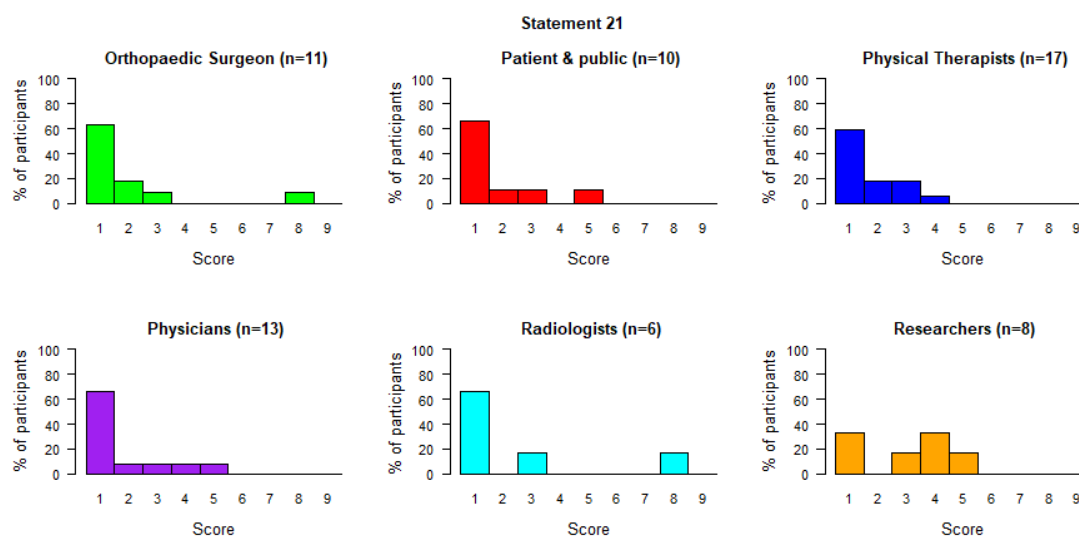 Statement 21
Orthopaedic Surgeon (n=11)
% of participants
100
80
60
40
20
0
1 2 3 4 5 6 7 8 9
Score
Patient & public (n=10)
% of participants
100
80
60
40
20
0
1 2 3 4 5 6 7 8 9
Score
Physical Therapists (n=17)
% of participants
100
80
60
40
20
0
1 2 3 4 5 6 7 8 9
Score
Physicians (n=13)
% of participants
100
80
60
40
20
0
1 2 3 4 5 6 7 8 9
Score
Radiologists (n=6)
% of participants
100
80
60
40
20
0
1 2 3 4 5 6 7 8 9
Score
Researchers (n=8)
% of participants
100
80
60
40
20
0
1 2 3 4 5 6 7 8 9
Score